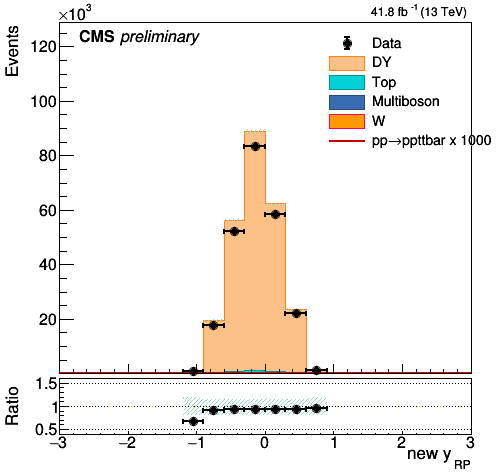 ×10³
41.8 fb⁻¹ (13 TeV)
CMS preliminary
Events
120
100
80
60
40
20
Data
DY
Top
Multiboson
W
pp→ppttbar x 1000
Ratio
1.5
1
0.5
−3 −2 −1 0 1 2 3
new y RP